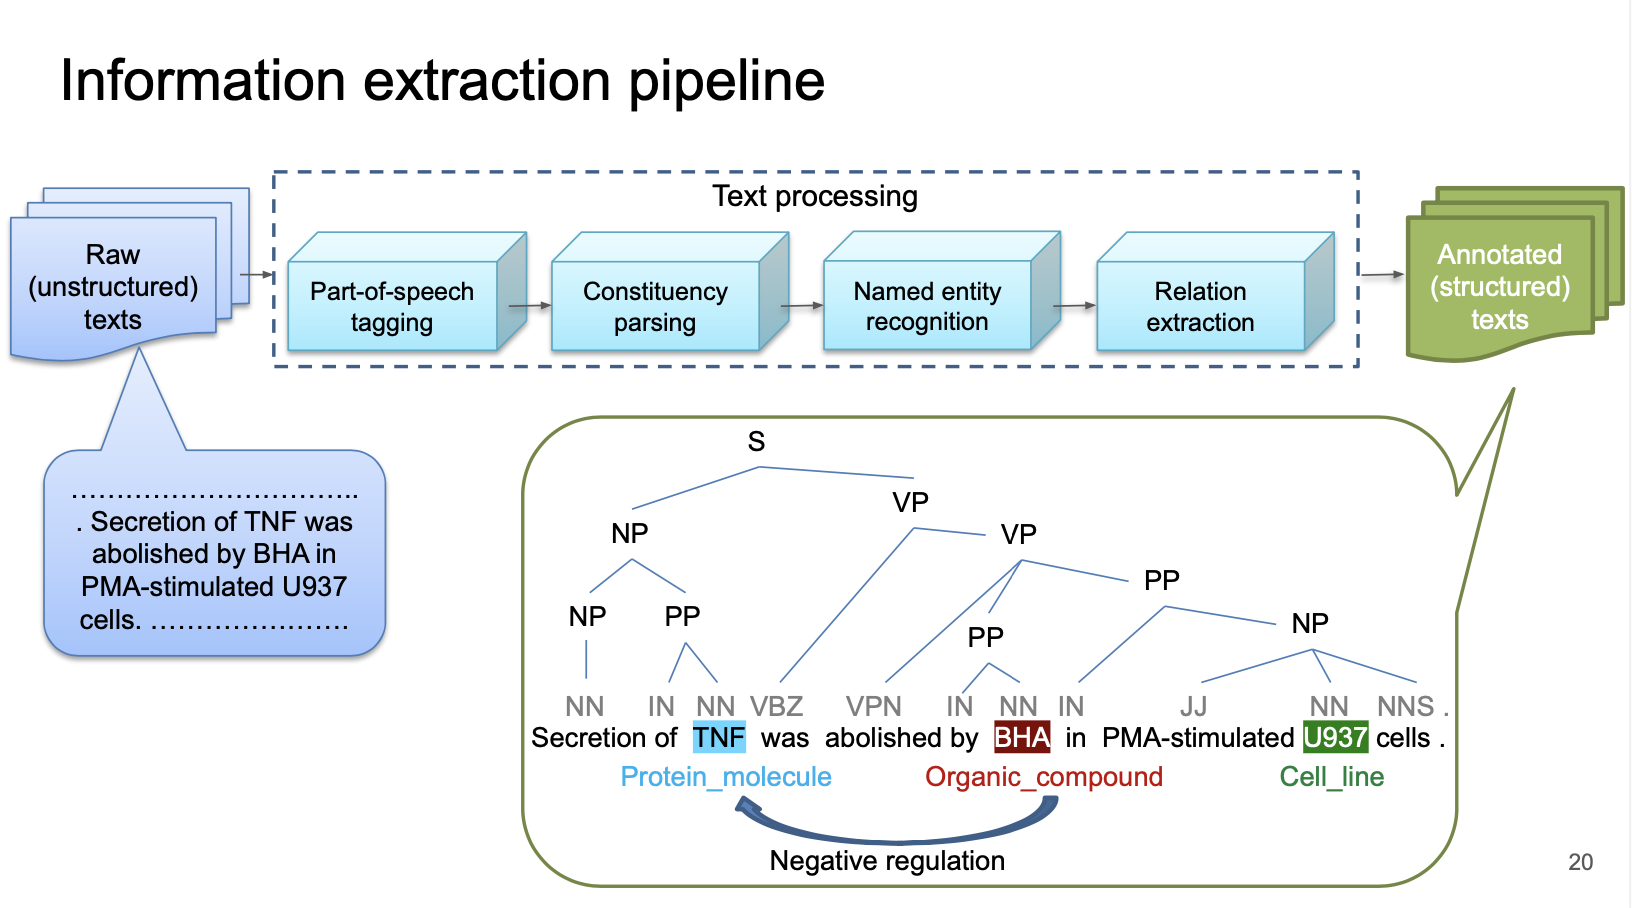 Information extraction pipeline
Text processing
Raw
(unstructured)
texts
Part-of-speech
tagging
Constituency
parsing
Named entity
recognition
Relation
extraction
Annotated
(structured)
texts
…………………………..
. Secretion of TNF was
abolished by BHA in
PMA-stimulated U937
cells. ………………….
S
VP
NP
VP
PP
NP
PP
NP
PP
NN IN NN VBZ VPN IN NN IN JJ NN NNS .
Secretion of TNF was abolished by BHA in PMA-stimulated U937 cells .
Protein_molecule Organic_compound Cell_line
Negative regulation
20